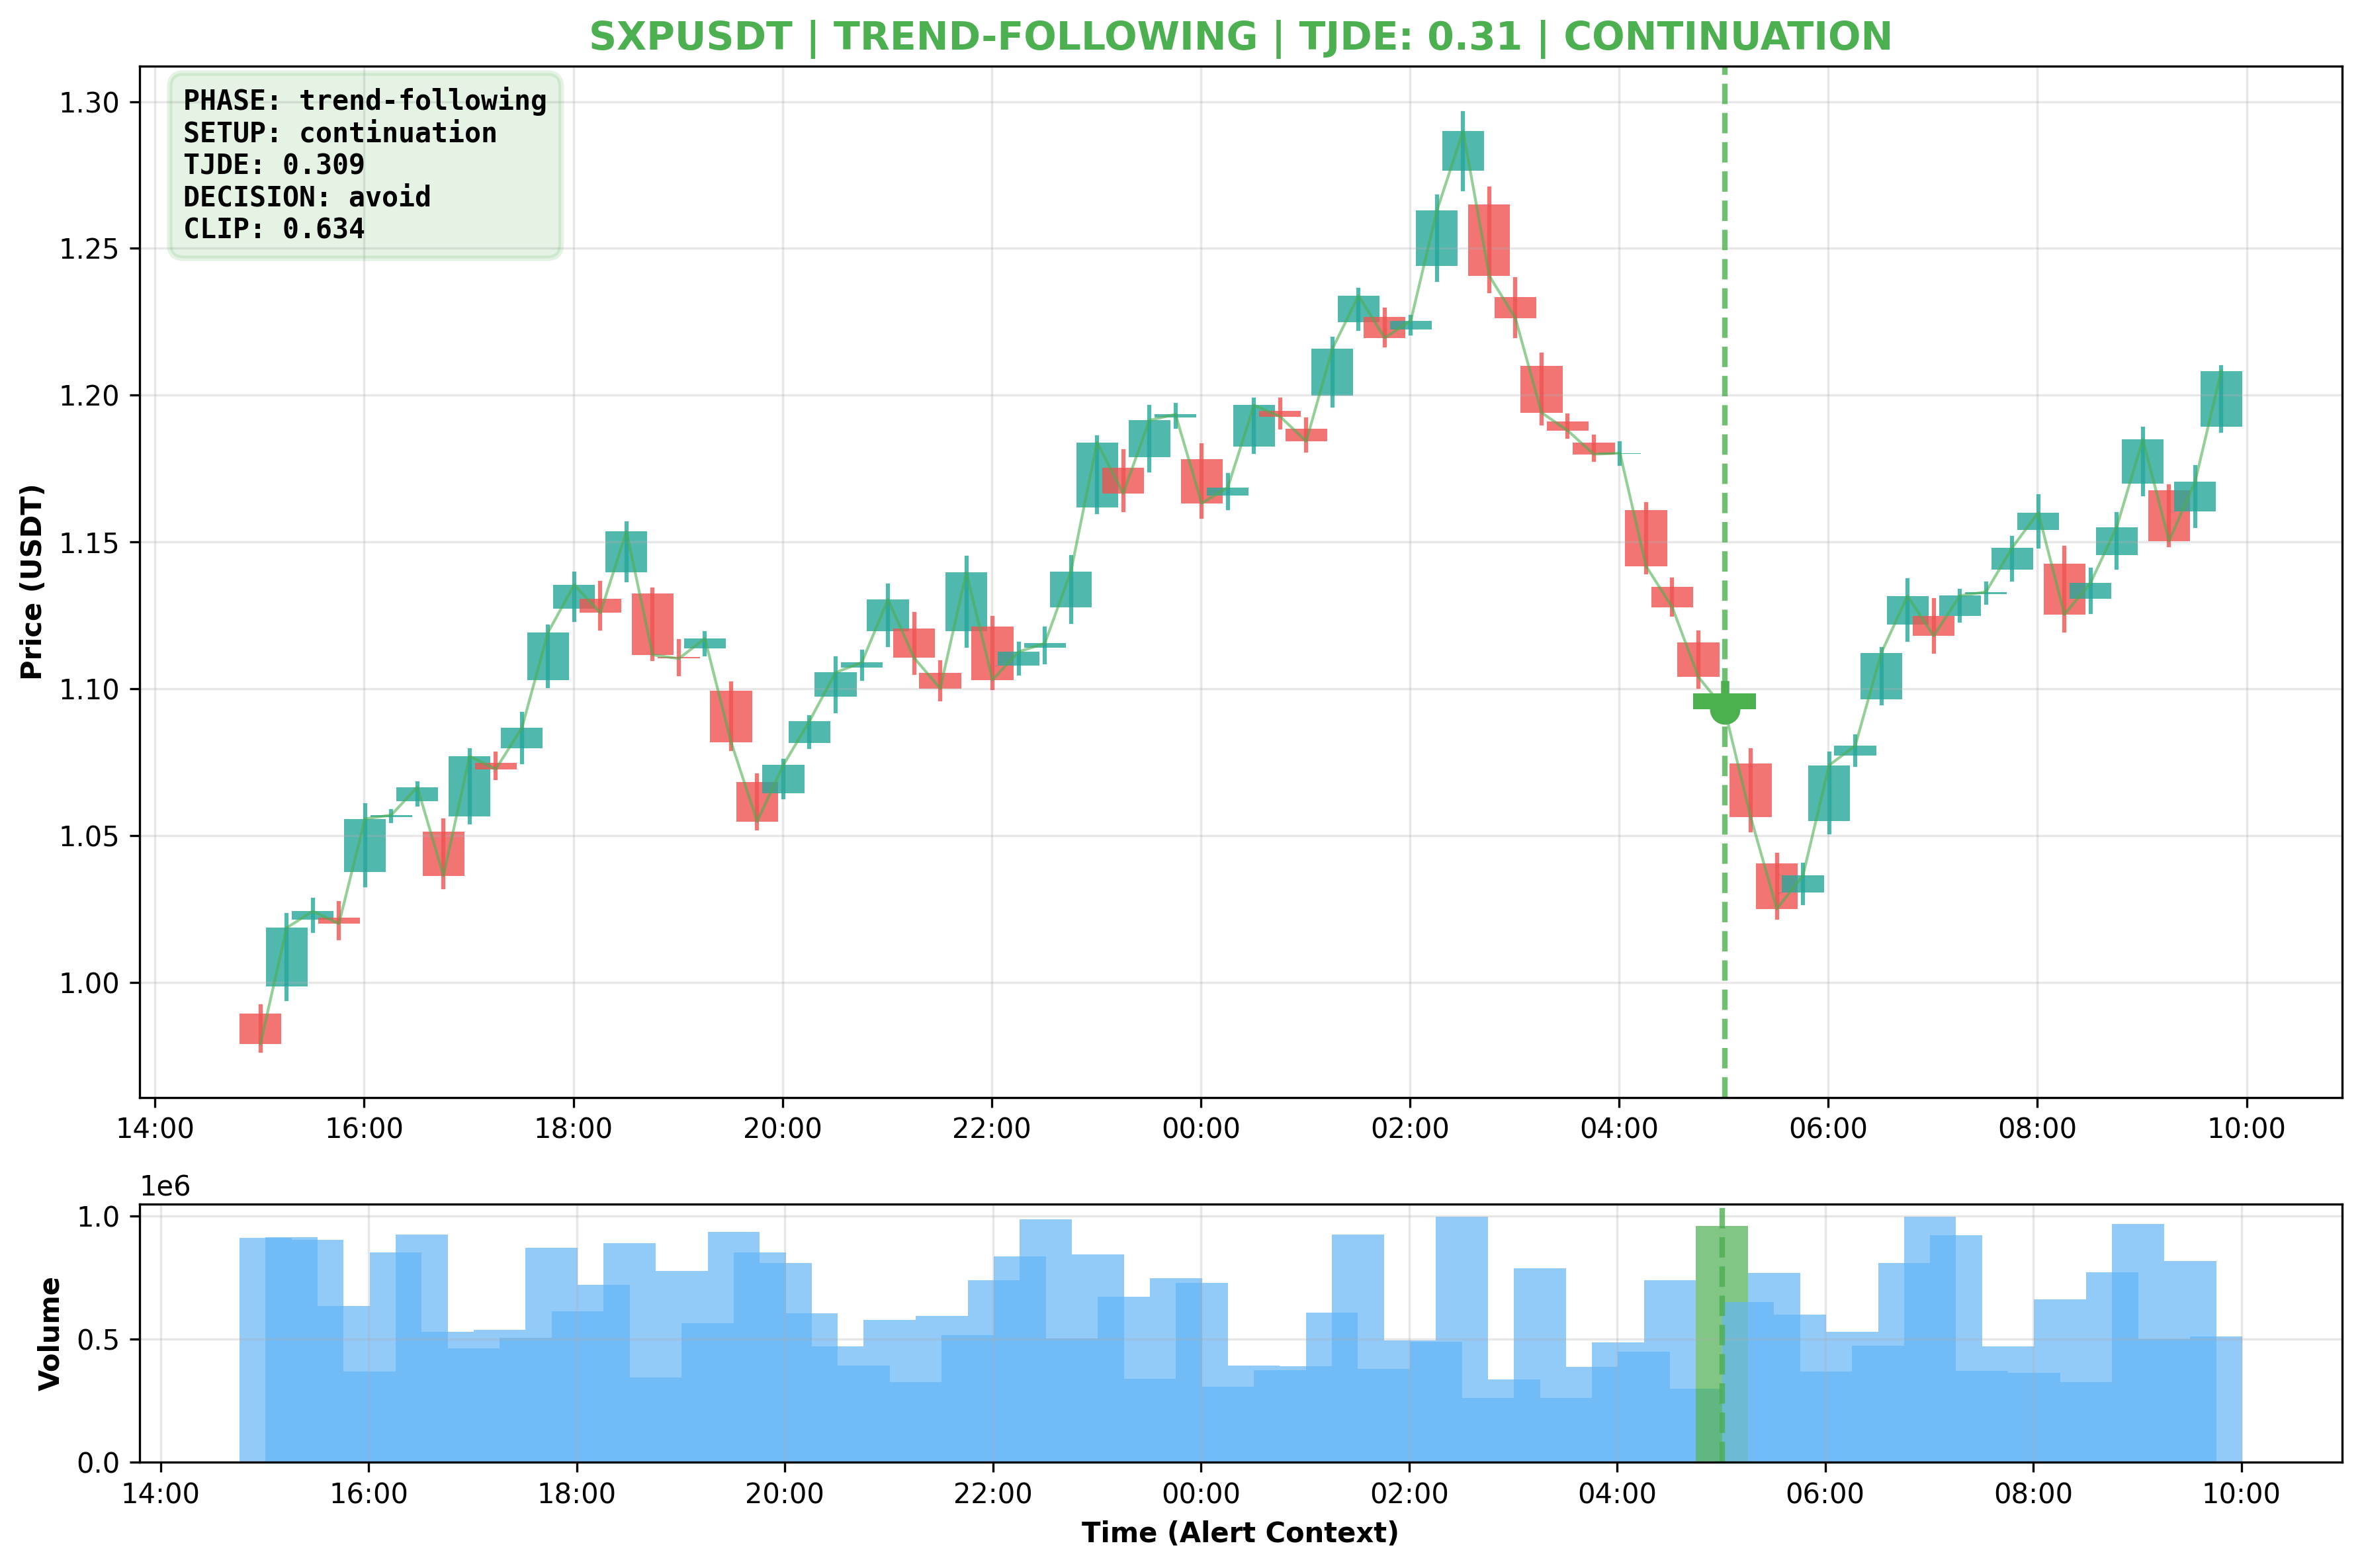 SXPUSDT | TREND-FOLLOWING | TJDE: 0.31 | CONTINUATION
PHASE: trend-following
SETUP: continuation
TJDE: 0.309
DECISION: avoid
CLIP: 0.634
Price (USDT)
1.30
1.25
1.20
1.15
1.10
1.05
1.00
14:00 16:00 18:00 20:00 22:00 00:00 02:00 04:00 06:00 08:00 10:00
1e6
Volume
1.0
0.5
0.0
14:00 16:00 18:00 20:00 22:00 00:00 02:00 04:00 06:00 08:00 10:00
Time (Alert Context)